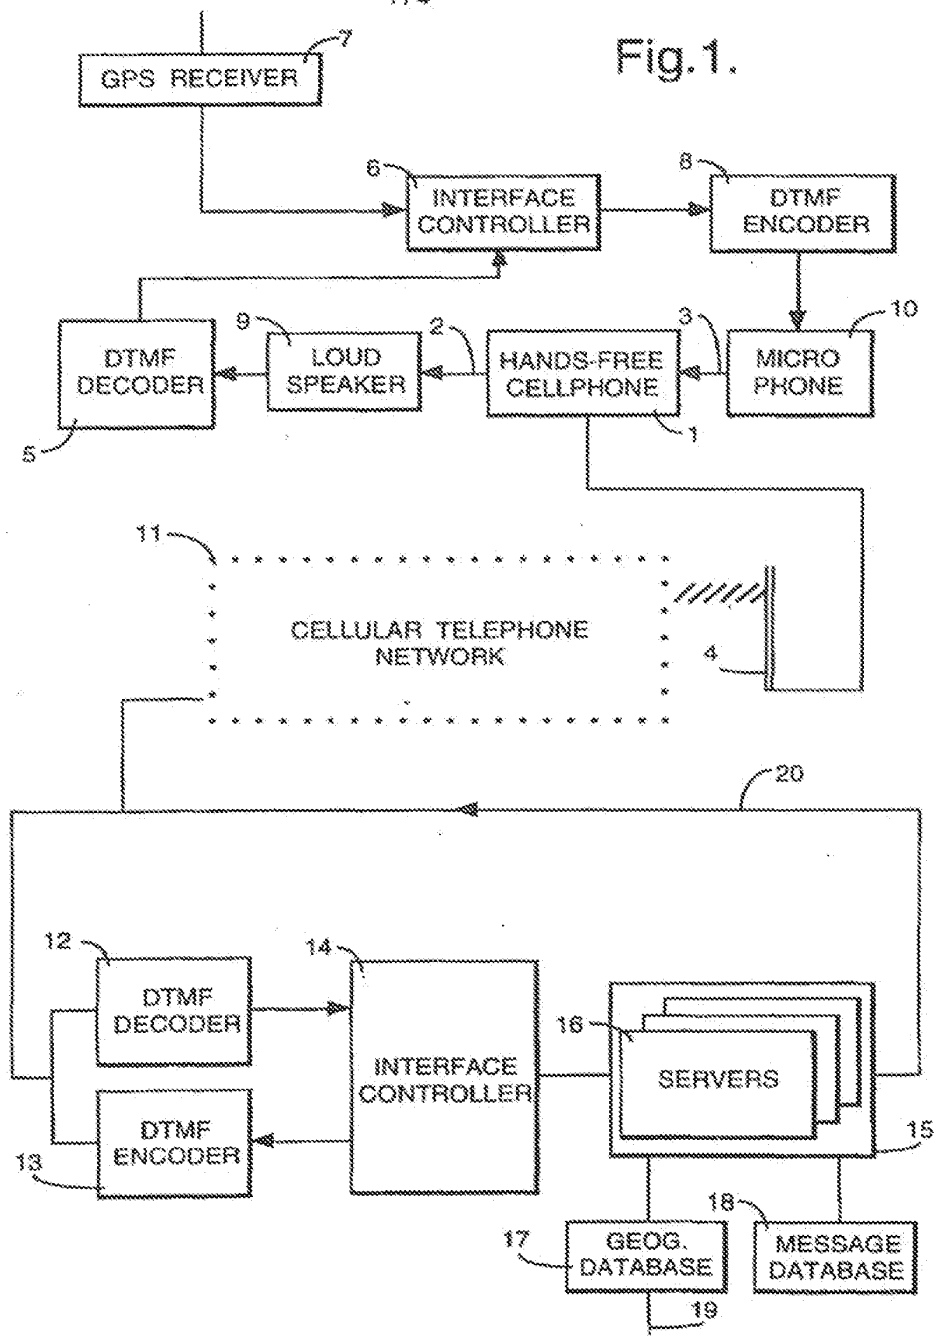 Fig.1.
7
GPS RECEIVER
6
8
INTERFACE
CONTROLLER
DTMF
ENCODER
9
2
3
10
DTMF
DECODER
LOUD
SPEAKER
HANDS-FREE
CELLPHONE
MICRO
PHONE
5
1
11
CELLULAR TELEPHONE
NETWORK
4
20
12
14
DTMF
DECODER
16
INTERFACE
CONTROLLER
SERVERS
DTMF
ENCODER
13
15
18
17
GEOG.
DATABASE
MESSAGE
DATABASE
19